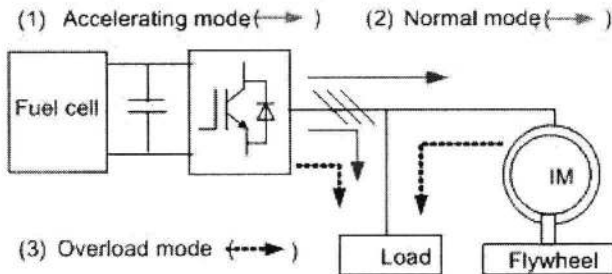 (1) Accelerating mode( ) (2) Normal mode( )
Fuel cell
IM
(3) Overload mode ( )
Load
Flywheel